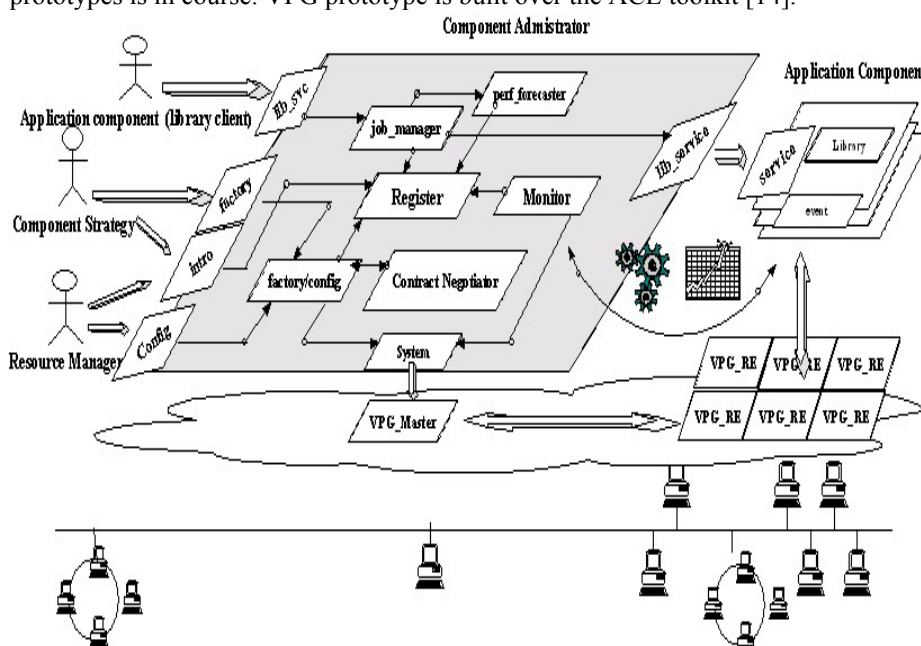 prototypes is in course. VPG prototype is built over the ACE toolkit [14].
Component Admistrator
Application Component
Application component (library client)
lib_svc
perf_forecaster
job_manager
lib_service
service
Library
event
Component Strategy
factory
Register
Monitor
intro
factory/config
Contract Negotiator
Resource Manager
Config
System
VPG_Master
VPG_RE VPG_RE VPG_RE
VPG_RE VPG_RE VPG_RE